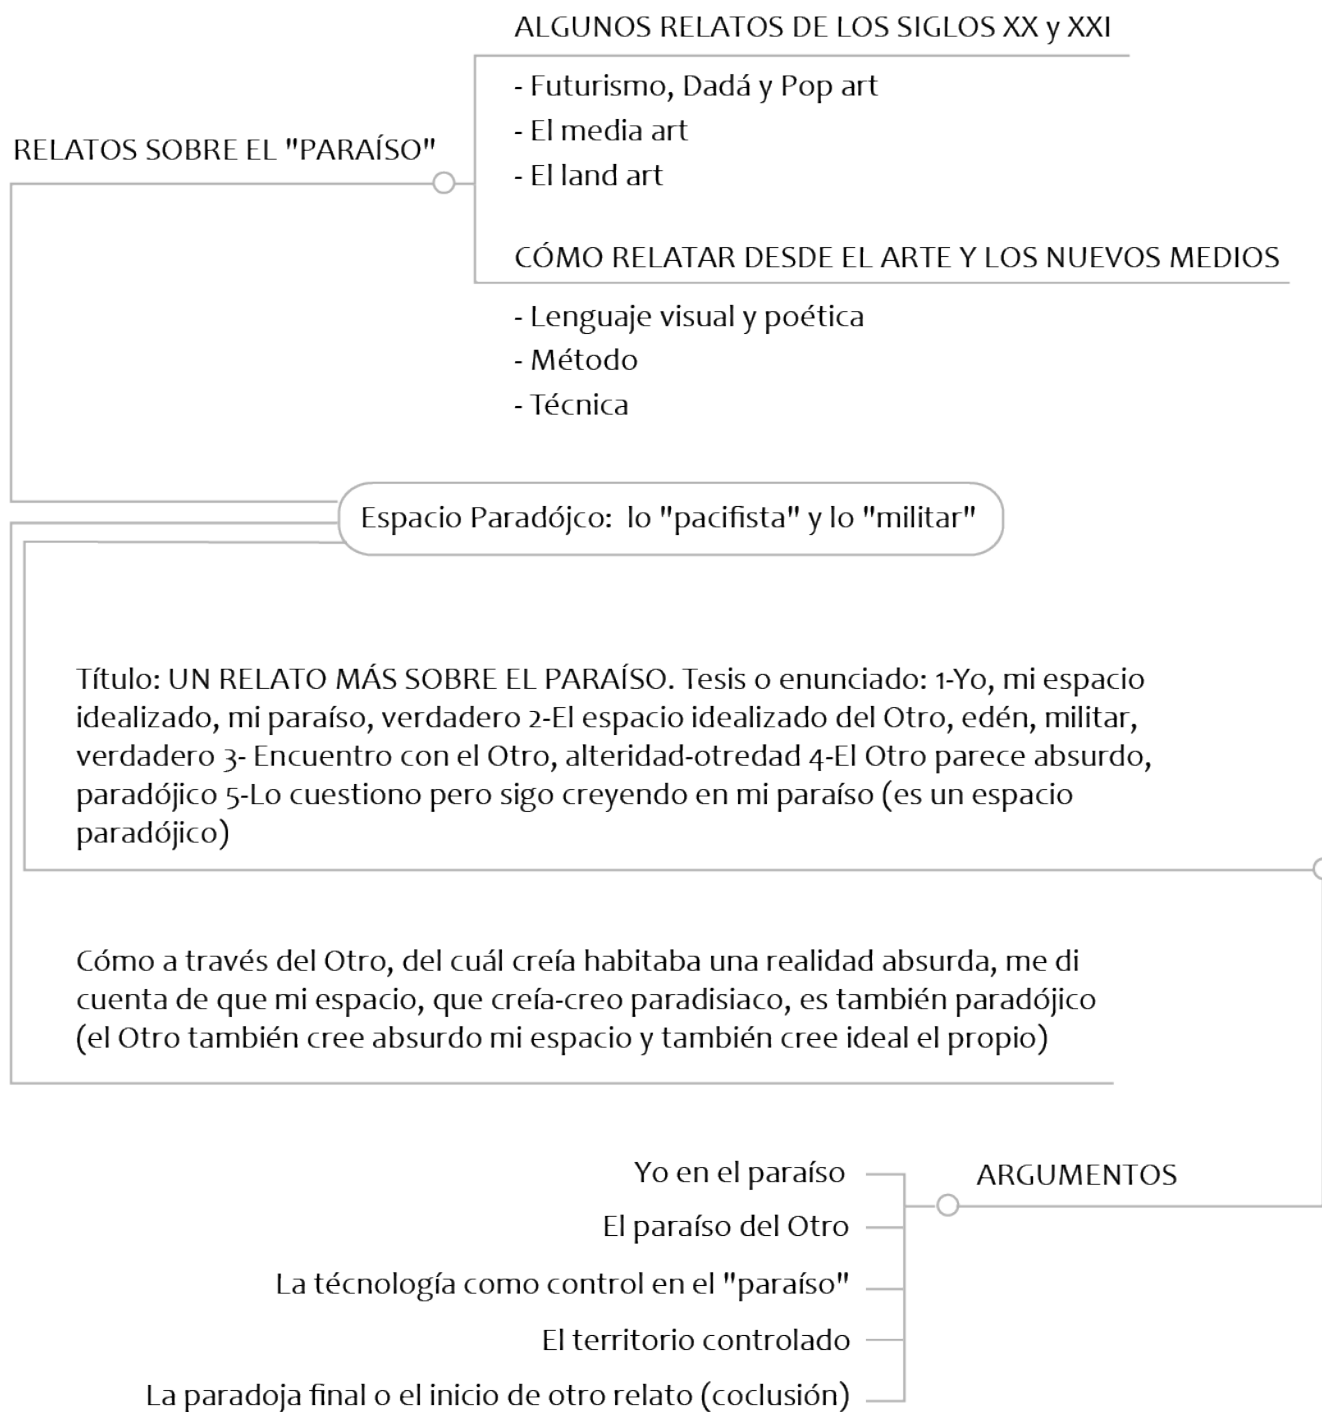 ALGUNOS RELATOS DE LOS SIGLOS XX y XXI
- Futurismo, Dadá y Pop art
- El media art
- El land art
RELATOS SOBRE EL "PARAÍSO"
CÓMO RELATAR DESDE EL ARTE Y LOS NUEVOS MEDIOS
- Lenguaje visual y poética
- Método
- Técnica
Espacio Paradójco: lo "pacifista" y lo "militar"
Título: UN RELATO MÁS SOBRE EL PARAÍSO. Tesis o enunciado: 1-Yo, mi espacio
idealizado, mi paraíso, verdadero 2-El espacio idealizado del Otro, edén, militar,
verdadero 3- Encuentro con el Otro, alteridad-otredad 4-El Otro parece absurdo,
paradójico 5-Lo cuestiono pero sigo creyendo en mi paraíso (es un espacio
paradójico)
Cómo a través del Otro, del cuál creía habitaba una realidad absurda, me di
cuenta de que mi espacio, que creía-creo paradisiaco, es también paradójico
(el Otro también cree absurdo mi espacio y también cree ideal el propio)
ARGUMENTOS
Yo en el paraíso
El paraíso del Otro
La técnología como control en el "paraíso"
El territorio controlado
La paradoja final o el inicio de otro relato (coclusión)